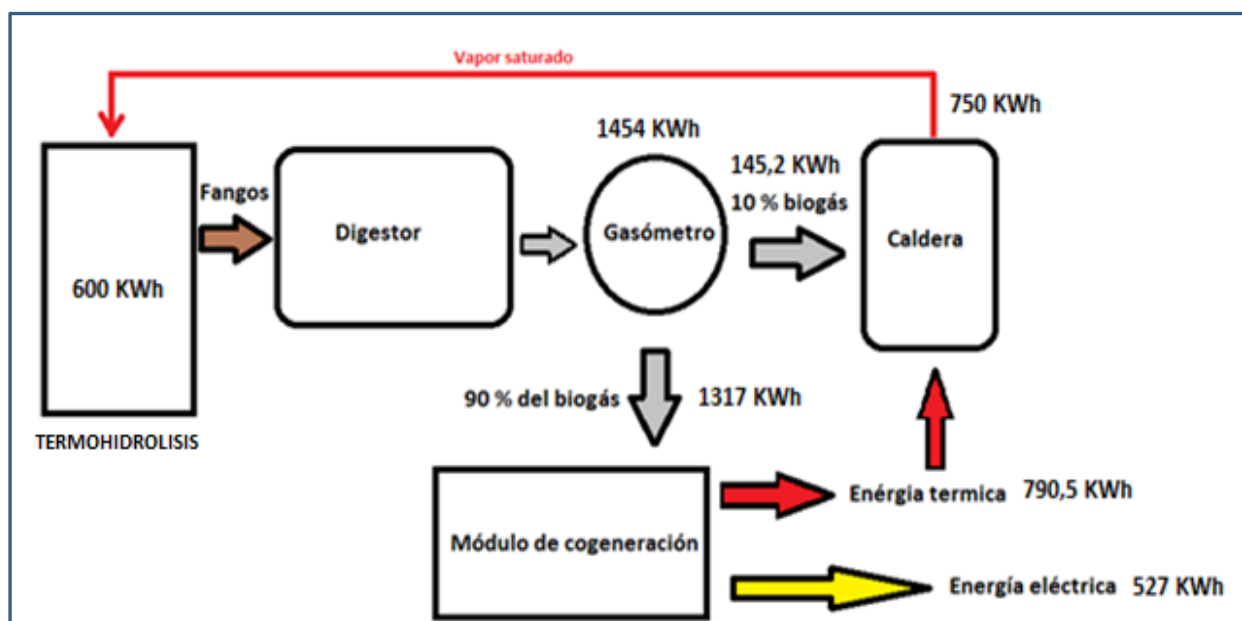 Vapor saturado
750 KWh
1454 KWh
145,2 KWh
10 % biogás
Fangos
Digestor
Gasómetro
Caldera
600 KWh
90 % del biogás
1317 KWh
TERMOHIDROLISIS
Enérgia termica 790,5 KWh
Módulo de cogeneración
Energía eléctrica 527 KWh